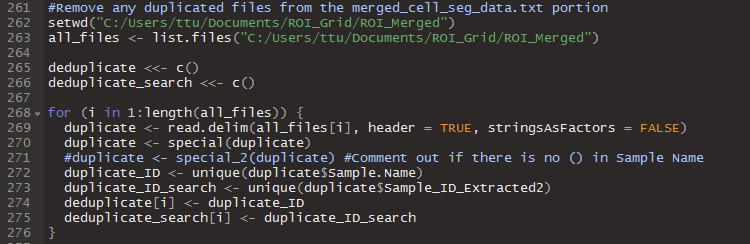 261 #Remove any duplicated files from the merged_cell_seg_data.txt portion
262 setwd("C:/Users/ttu/Documents/ROI_Grid/ROI_Merged")
263 all_files <- list.files("C:/Users/ttu/Documents/ROI_Grid/ROI_Merged")
264
265 deduplicate <<- c()
266 deduplicate_search <<- c()
267
268 for (i in 1:length(all_files)) {
269   duplicate <- read.delim(all_files[i], header = TRUE, stringsAsFactors = FALSE)
270   duplicate <- special(duplicate)
271   #duplicate <- special_2(duplicate) #Comment out if there is no () in Sample Name
272   duplicate_ID <- unique(duplicate$Sample.Name)
273   duplicate_ID_search <- unique(duplicate$Sample_ID_Extracted2)
274   deduplicate[i] <- duplicate_ID
275   deduplicate_search[i] <- duplicate_ID_search
276 }